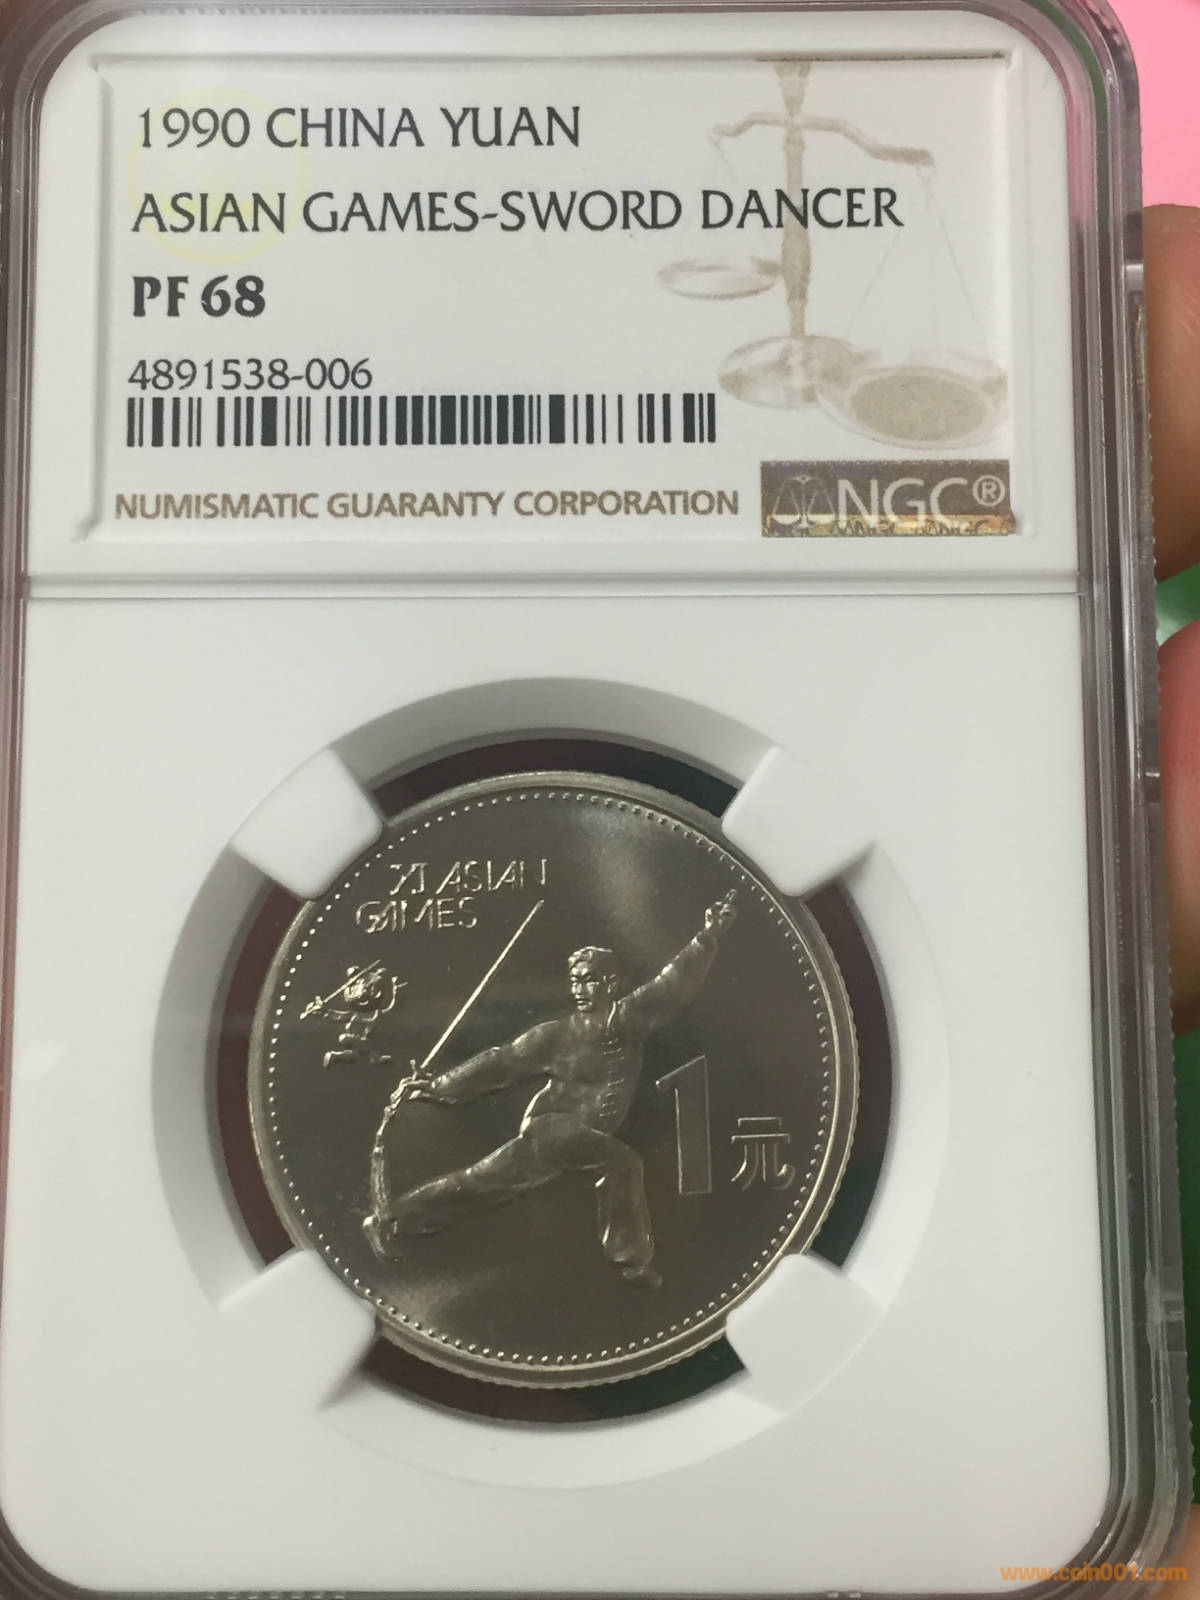 1990 CHINA YUAN
ASIAN GAMES-SWORD DANCER
PF 68
4891538-006
NUMISMATIC GUARANTY CORPORATION
NGC®
XI ASIAN
GAMES
1元
www.coin001.com